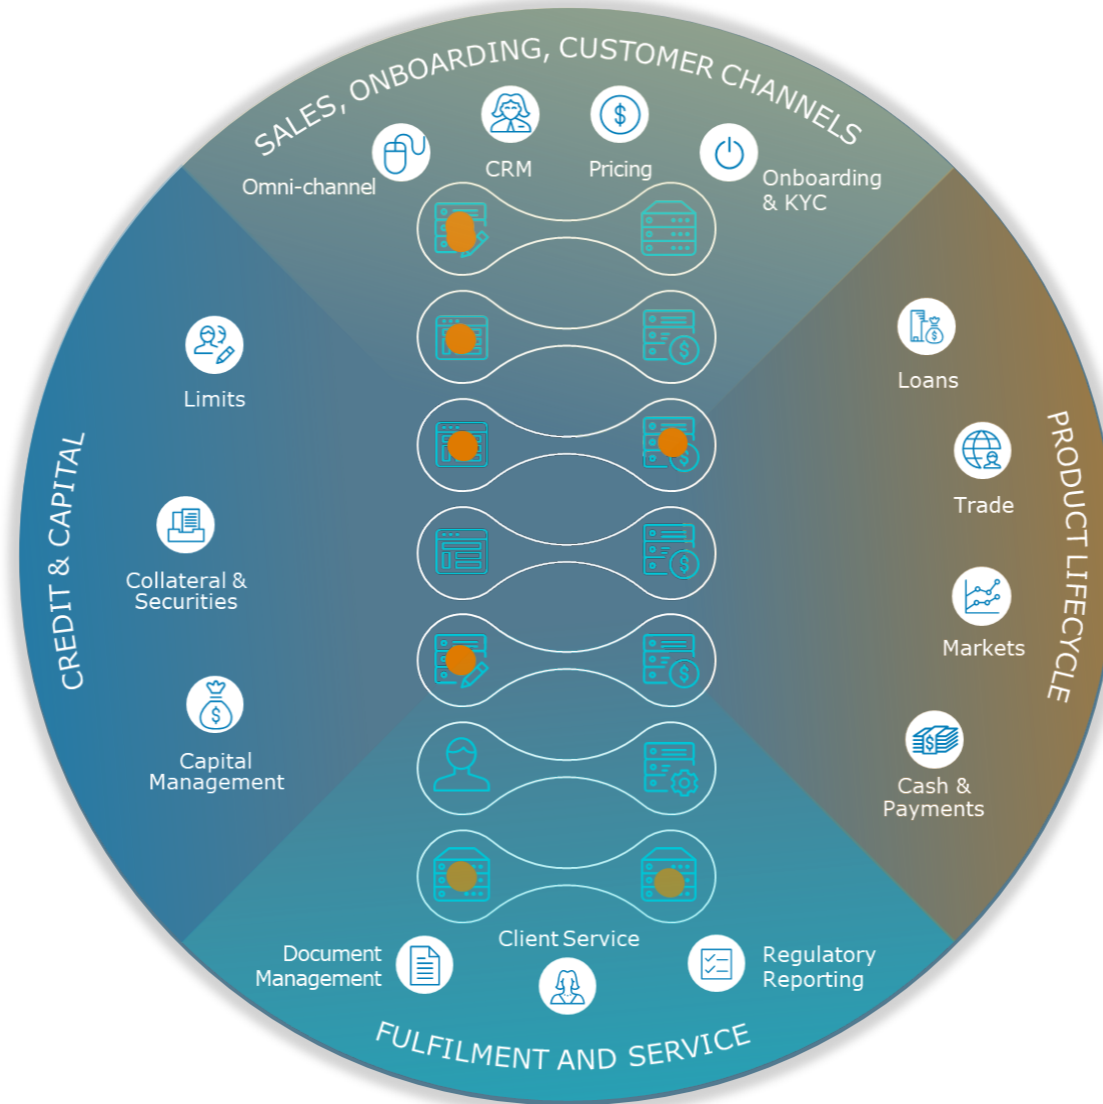 SALES, ONBOARDING, CUSTOMER CHANNELS
Omni-channel
CRM
Pricing
Onboarding
& KYC
CREDIT & CAPITAL
Limits
Collateral &
Securities
Capital
Management
PRODUCT LIFECYCLE
Loans
Trade
Markets
Cash &
Payments
Document
Management
Client Service
Regulatory
Reporting
FULFILMENT AND SERVICE